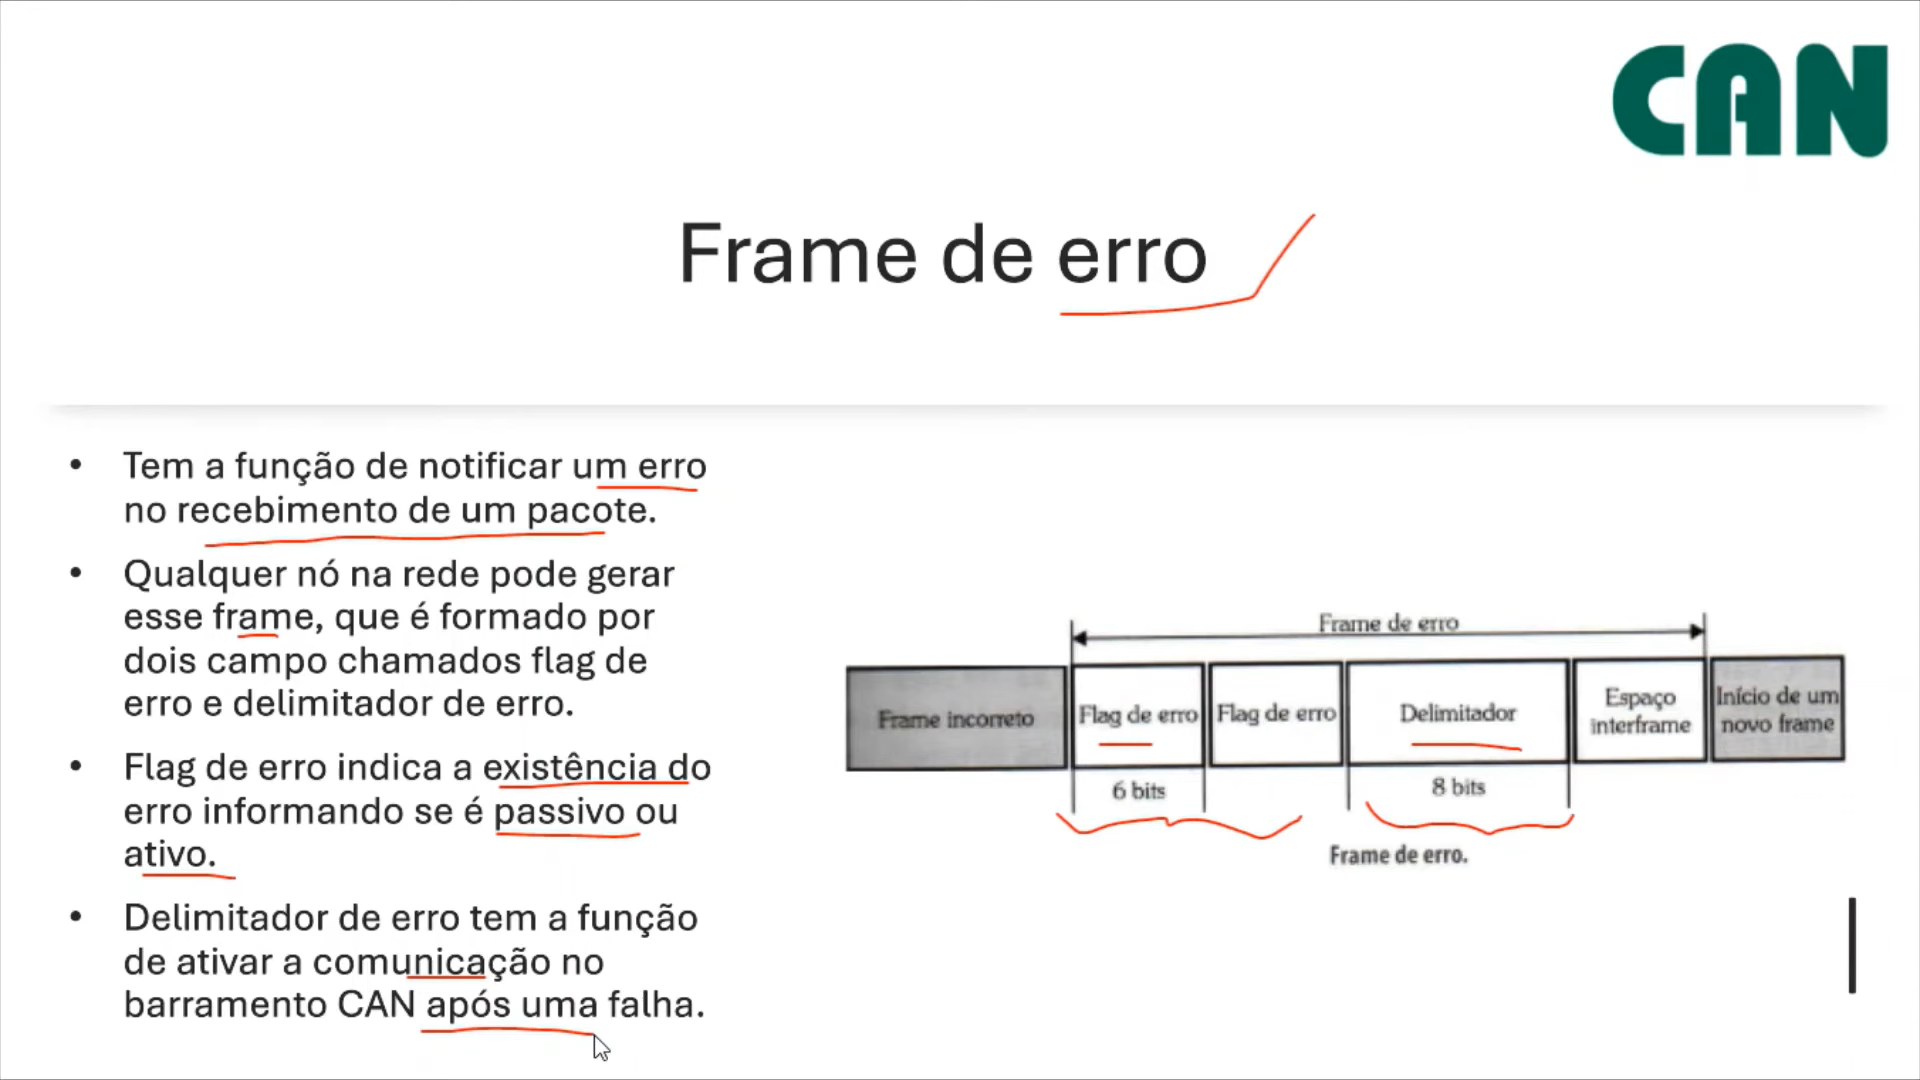 CAN
Frame de erro
• Tem a função de notificar um erro
no recebimento de um pacote.
• Qualquer nó na rede pode gerar
esse frame, que é formado por
dois campo chamados flag de
erro e delimitador de erro.
• Flag de erro indica a existência do
erro informando se é passivo ou
ativo.
• Delimitador de erro tem a função
de ativar a comunicação no
barramento CAN após uma falha.
Frame de erro
Frame incorreto
Flag de erro
Flag de erro
Delimitador
Espaço
interframe
Início de um
novo frame
6 bits
8 bits
Frame de erro.